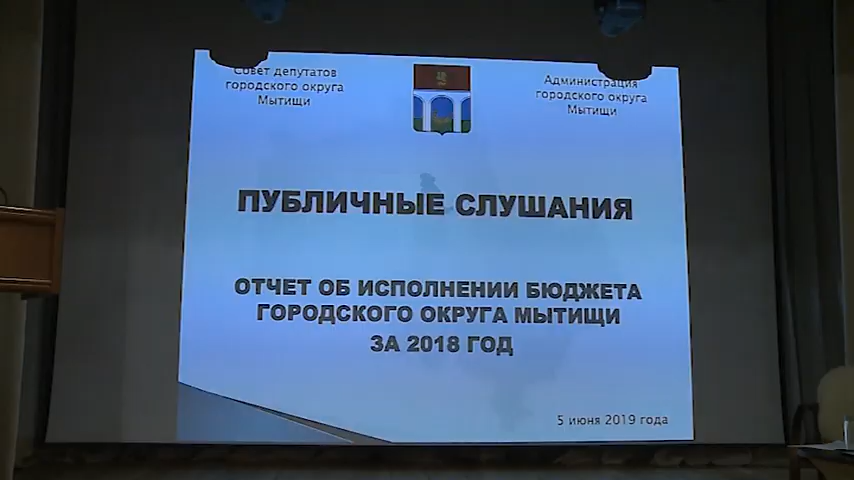 Совет депутатов
городского округа
Мытищи
Администрация
городского округа
Мытищи
ПУБЛИЧНЫЕ СЛУШАНИЯ
ОТЧЕТ ОБ ИСПОЛНЕНИИ БЮДЖЕТА
ГОРОДСКОГО ОКРУГА МЫТИЩИ
ЗА 2018 ГОД
5 июня 2019 года